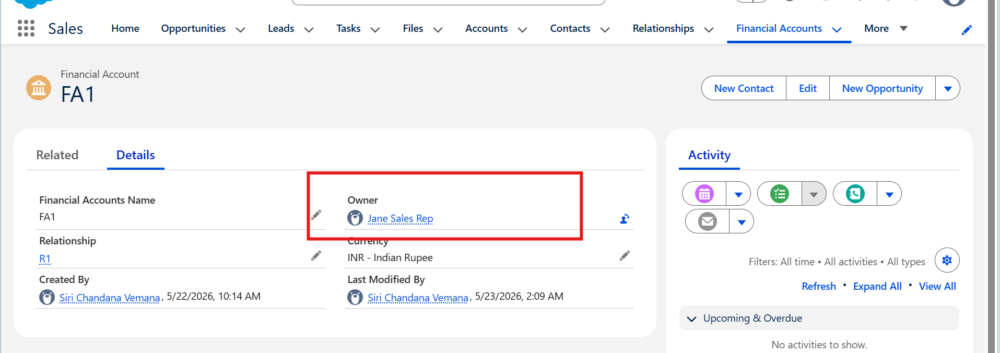 Sales Home Opportunities Leads Tasks Files Accounts Contacts Relationships Financial Accounts More
Financial Account
FA1
New Contact Edit New Opportunity
Related Details
Financial Accounts Name
FA1
Owner
Jane Sales Rep
Relationship
R1
Currency
INR - Indian Rupee
Created By
Siri Chandana Vemana, 5/22/2026, 10:14 AM
Last Modified By
Siri Chandana Vemana, 5/23/2026, 2:09 AM
Activity
Filters: All time • All activities • All types
Refresh • Expand All • View All
Upcoming & Overdue
No activities to show.